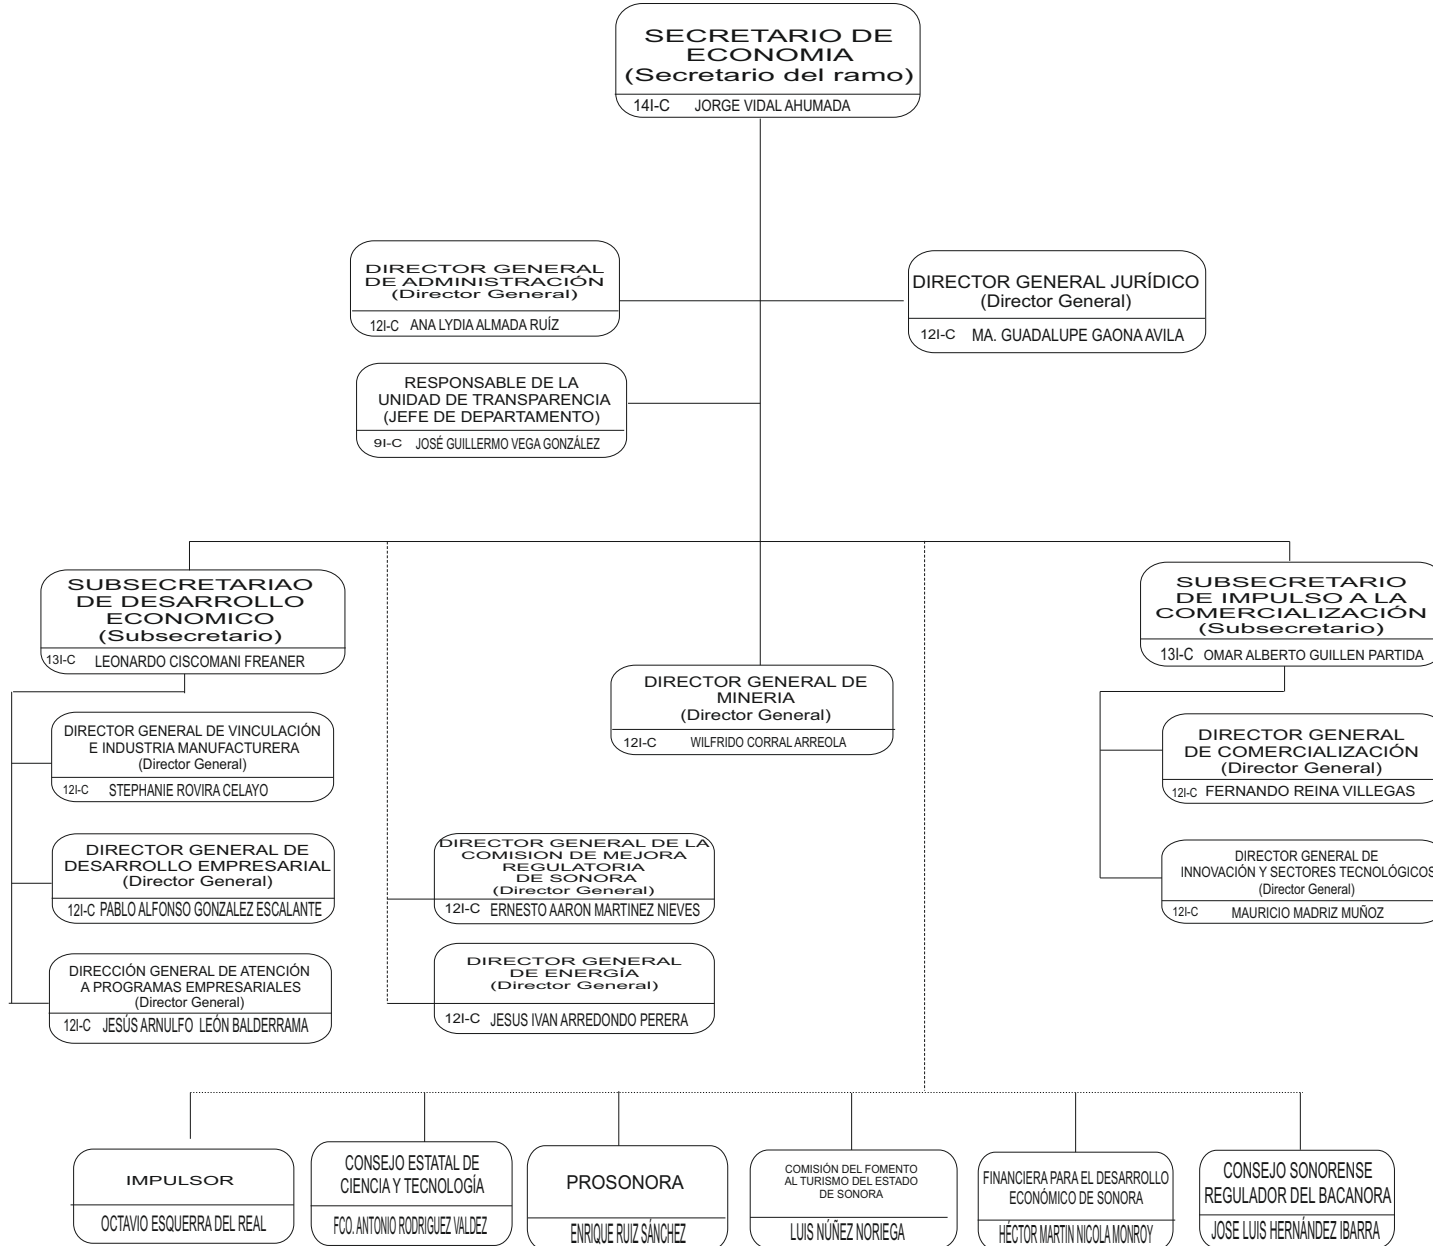 SECRETARIO DE
ECONOMIA
(Secretario del ramo)
14I-C JORGE VIDAL AHUMADA
DIRECTOR GENERAL
DE ADMINISTRACIÓN
(Director General)
12I-C ANA LYDIA ALMADA RUÍZ
DIRECTOR GENERAL JURÍDICO
(Director General)
12I-C MA. GUADALUPE GAONA AVILA
RESPONSABLE DE LA
UNIDAD DE TRANSPARENCIA
(JEFE DE DEPARTAMENTO)
9I-C JOSÉ GUILLERMO VEGA GONZÁLEZ
SUBSECRETARIAO
DE DESARROLLO
ECONOMICO
(Subsecretario)
13I-C LEONARDO CISCOMANI FREANER
SUBSECRETARIO
DE IMPULSO A LA
COMERCIALIZACIÓN
(Subsecretario)
13I-C OMAR ALBERTO GUILLEN PARTIDA
DIRECTOR GENERAL DE
MINERIA
(Director General)
12I-C WILFRIDO CORRAL ARREOLA
DIRECTOR GENERAL DE VINCULACIÓN
E INDUSTRIA MANUFACTURERA
(Director General)
12I-C STEPHANIE ROVIRA CELAYO
DIRECTOR GENERAL
DE COMERCIALIZACIÓN
(Director General)
12I-C FERNANDO REINA VILLEGAS
DIRECTOR GENERAL DE
DESARROLLO EMPRESARIAL
(Director General)
12I-C PABLO ALFONSO GONZALEZ ESCALANTE
DIRECTOR GENERAL DE LA
COMISION DE MEJORA
REGULATORIA
DE SONORA
(Director General)
12I-C ERNESTO AARON MARTINEZ NIEVES
DIRECTOR GENERAL DE
INNOVACIÓN Y SECTORES TECNOLÓGICOS
(Director General)
12I-C MAURICIO MADRIZ MUÑOZ
DIRECCIÓN GENERAL DE ATENCIÓN
A PROGRAMAS EMPRESARIALES
(Director General)
12I-C JESÚS ARNULFO LEÓN BALDERRAMA
DIRECTOR GENERAL
DE ENERGÍA
(Director General)
12I-C JESUS IVAN ARREDONDO PERERA
IMPULSOR
OCTAVIO ESQUERRA DEL REAL
CONSEJO ESTATAL DE
CIENCIA Y TECNOLOGÍA
FCO. ANTONIO RODRIGUEZ VALDEZ
PROSONORA
ENRIQUE RUIZ SÁNCHEZ
COMISIÓN DEL FOMENTO
AL TURISMO DEL ESTADO
DE SONORA
LUIS NÚÑEZ NORIEGA
FINANCIERA PARA EL DESARROLLO
ECONÓMICO DE SONORA
HÉCTOR MARTIN NICOLA MONROY
CONSEJO SONORENSE
REGULADOR DEL BACANORA
JOSE LUIS HERNÁNDEZ IBARRA